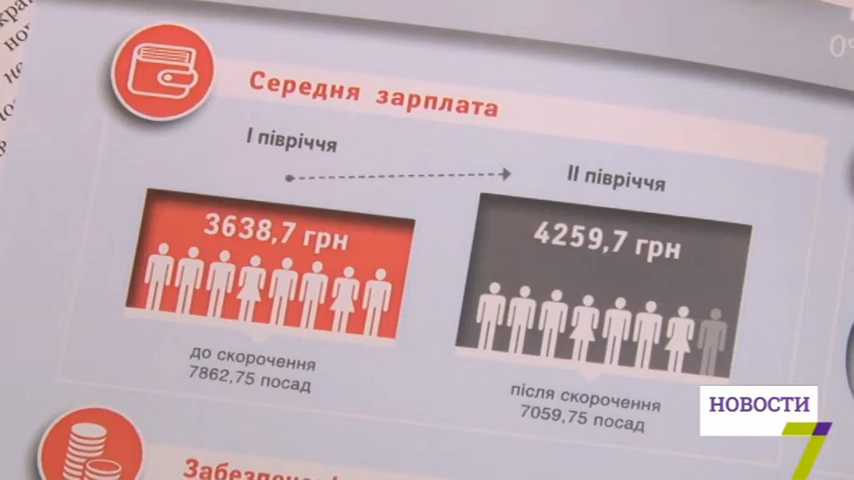 Середня зарплата
І півріччя
ІІ півріччя
3638,7 грн
4259,7 грн
до скорочення
7862,75 посад
після скорочення
7059,75 посад
НОВОСТИ
7